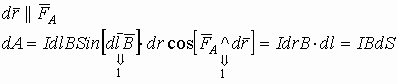 dr̅ ∥ F̅_A
dA = IdlBSin[dl̅ B̅]·dr cos[F̅_A ^ dr̅] = IdrB·dl = IBdS
⇓ ⇓
1 1